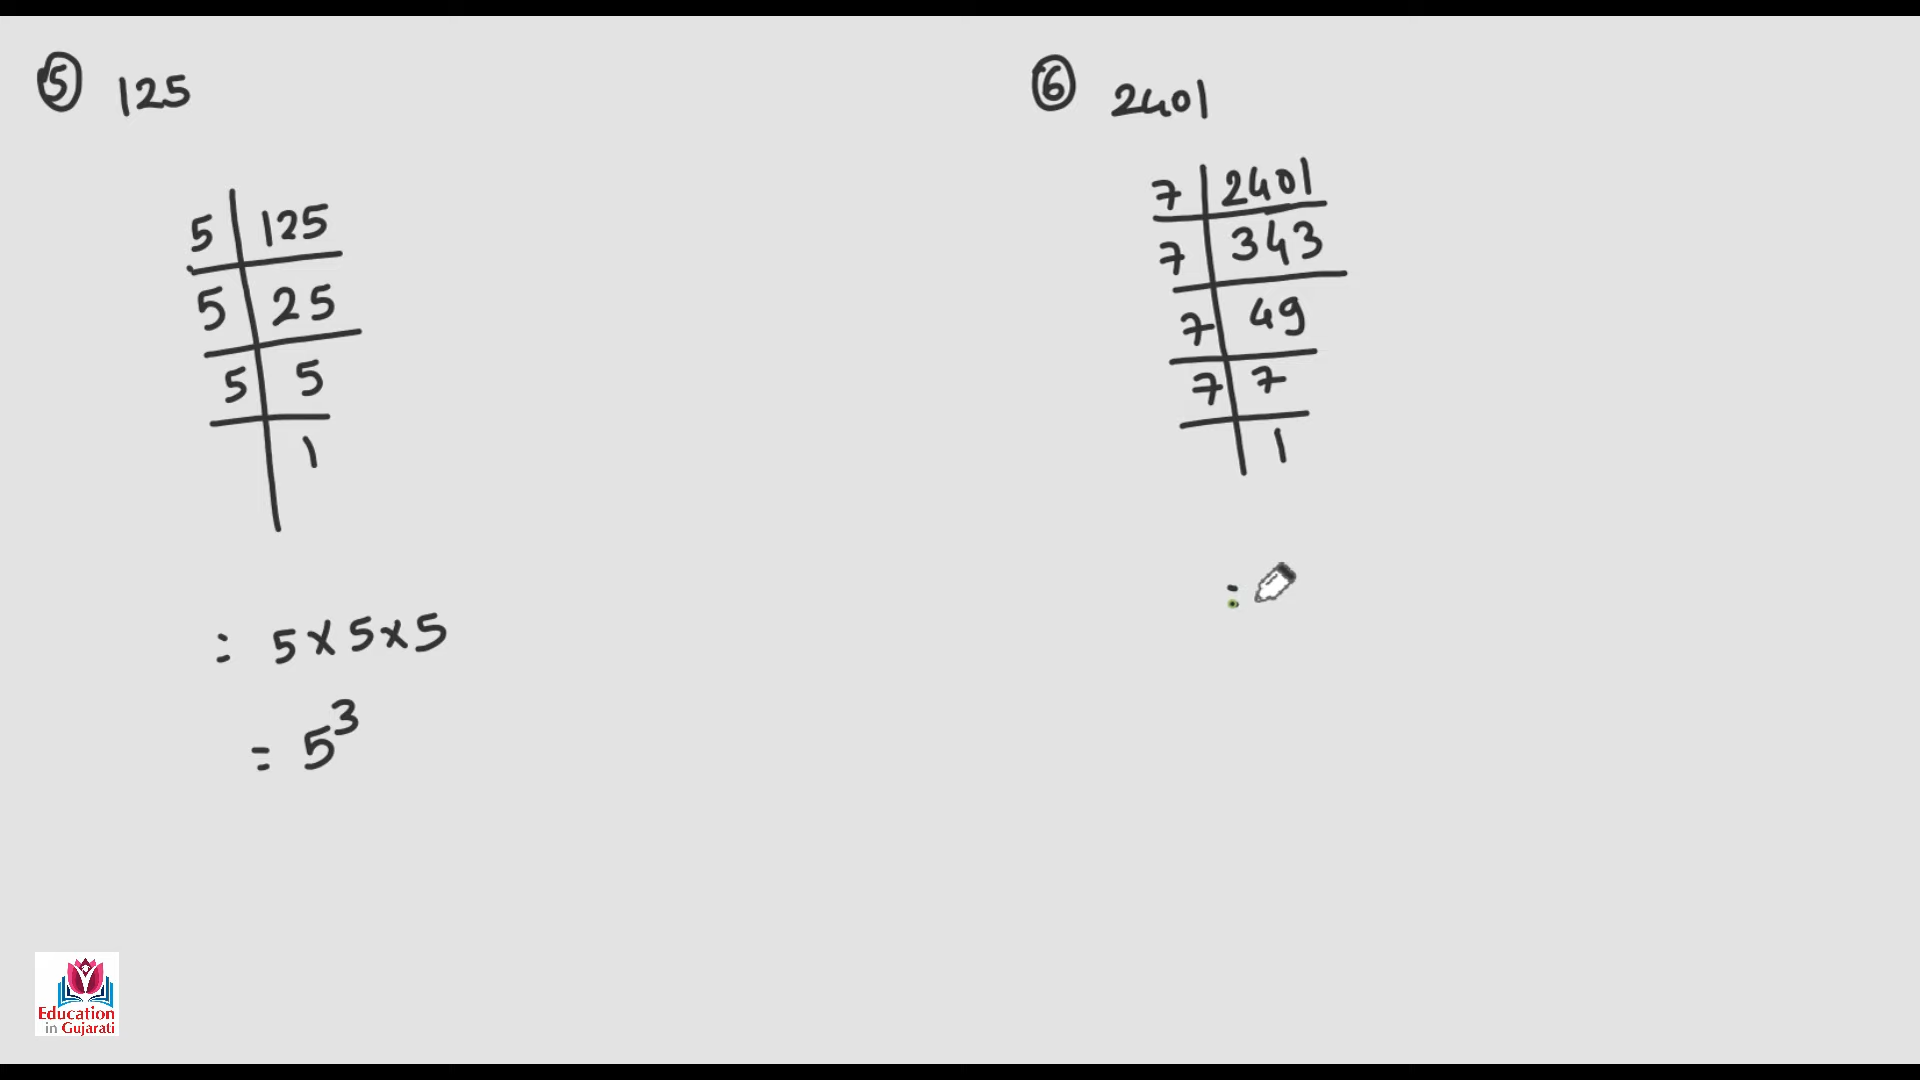 ⑤ 125
5 | 125
5 | 25
5 | 5
1
= 5 x 5 x 5
= 5³
⑥ 2401
7 | 2401
7 | 343
7 | 49
7 | 7
1
=
Education
in Gujarati